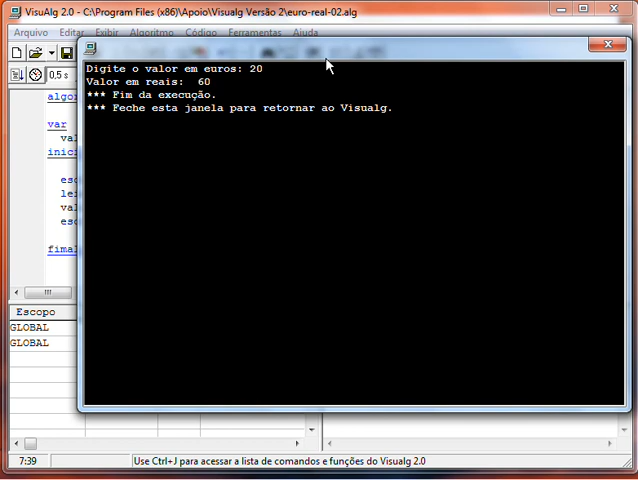 VisuAlg 2.0 - C:\Program Files (x86)\Apoio\Visualg Versão 2\euro-real-02.alg
Arquivo Editar Exibir Algoritmo Código Ferramentas Ajuda
0,5 s
Digite o valor em euros: 20
Valor em reais:  60
*** Fim da execução.
*** Feche esta janela para retornar ao Visualg.
algor
var
val
inic
esc
lei
val
esc
fimal
Escopo
GLOBAL
GLOBAL
7:39
Use Ctrl+J para acessar a lista de comandos e funções do Visualg 2.0